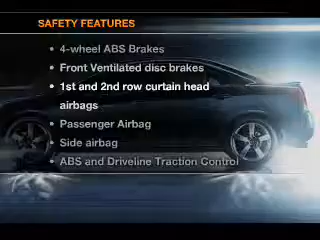 SAFETY FEATURES
• 4-wheel ABS Brakes
• Front Ventilated disc brakes
• 1st and 2nd row curtain head
airbags
• Passenger Airbag
• Side airbag
• ABS and Driveline Traction Control